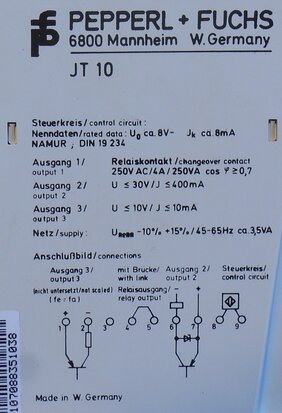 PEPPERL + FUCHS
6800 Mannheim W. Germany
JT 10
Steuerkreis / control circuit :
Nenndaten / rated data : U₀ ca. 8V- Jk ca. 8mA
NAMUR ; DIN 19 234
Ausgang 1/ Relaiskontakt / changeover contact
output 1 250V AC/4A / 250VA cos φ ≥ 0,7
Ausgang 2/ U ≤ 30V / J ≤ 400mA
output 2
Ausgang 3/ U ≤ 10V / J ≤ 10mA
output 3
Netz / supply : Unenn -10% +15% / 45-65Hz ca. 3,5VA
Anschlußbild / connections
Ausgang 3/ mit Brücke/ Ausgang 2/ Steuerkreis/
output 3 with link output 2 control circuit
(nicht untersetzt / not scaled) Relaisausgang/ - +
(fe = fa) relay output
+ -
1 2 3 4 5 6 7 8 9
Made in W. Germany
107088351038